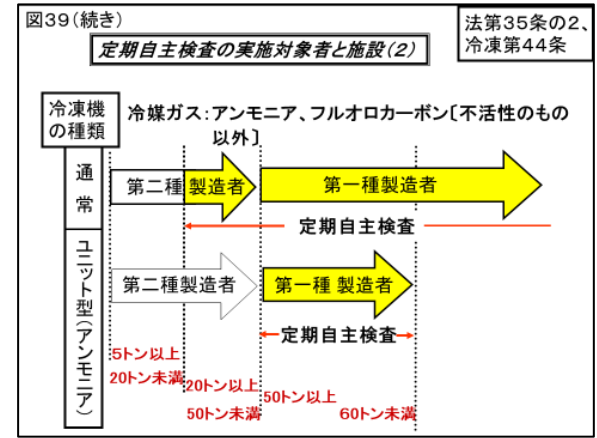 図39(続き)
定期自主検査の実施対象者と施設(2)
法第35条の2、
冷凍第44条
冷凍機
の種類
冷媒ガス:アンモニア、フルオロカーボン〔不活性のもの
以外〕
通常
第二種製造者
第一種製造者
定期自主検査
ユニット型(アンモニア)
第二種製造者
第一種 製造者
定期自主検査
5トン以上
20トン未満
20トン以上
50トン未満
50トン以上
60トン未満